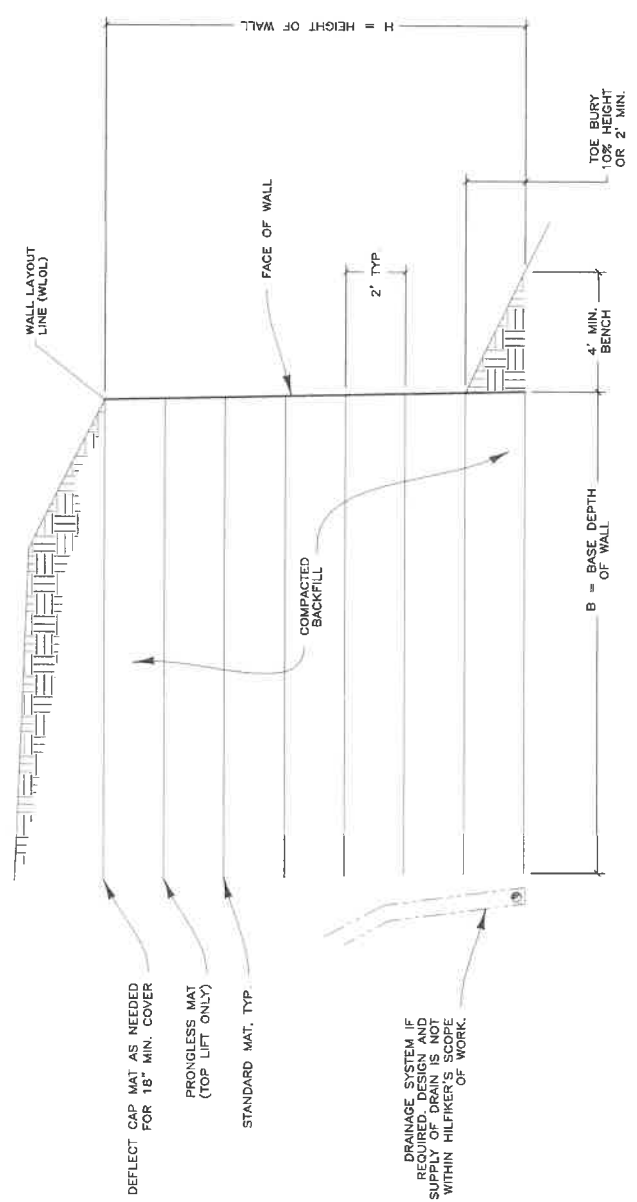 WALL LAYOUT
LINE (WLOL)
H = HEIGHT OF WALL
FACE OF WALL
2' TYP.
TOE BURY
10% HEIGHT
OR 2' MIN.
4' MIN.
BENCH
B = BASE DEPTH
OF WALL
COMPACTED
BACKFILL
DEFLECT CAP MAT AS NEEDED
FOR 18" MIN. COVER
PRONGLESS MAT
(TOP LIFT ONLY)
STANDARD MAT, TYP.
DRAINAGE SYSTEM IF
REQUIRED. DESIGN AND
SUPPLY OF DRAIN IS NOT
WITHIN HILFIKER'S SCOPE
OF WORK.